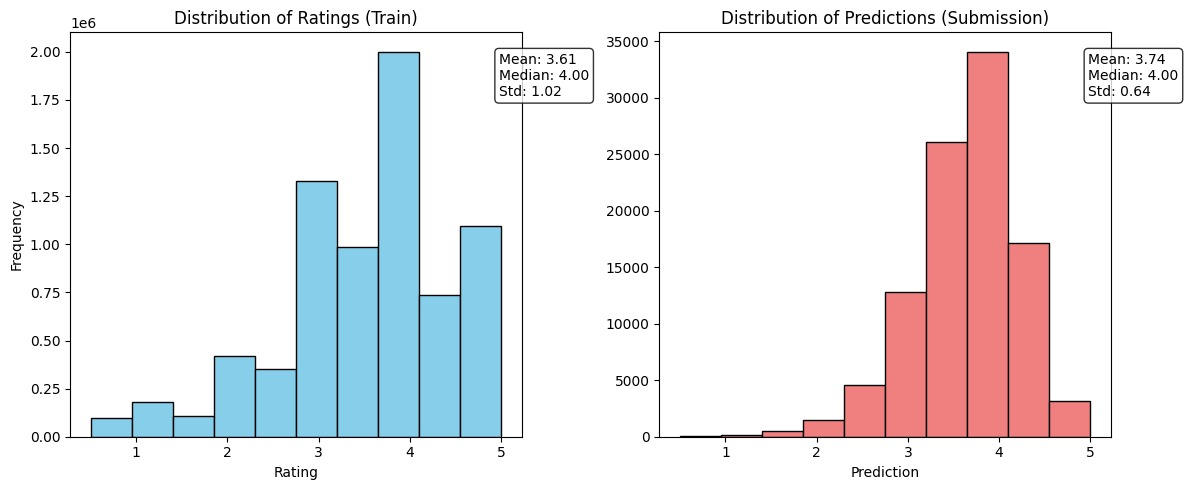 Distribution of Ratings (Train)
1e6
2.00
1.75
1.50
1.25
1.00
0.75
0.50
0.25
0.00
Frequency
1 2 3 4 5
Rating
Mean: 3.61
Median: 4.00
Std: 1.02
Distribution of Predictions (Submission)
35000
30000
25000
20000
15000
10000
5000
0
1 2 3 4 5
Prediction
Mean: 3.74
Median: 4.00
Std: 0.64